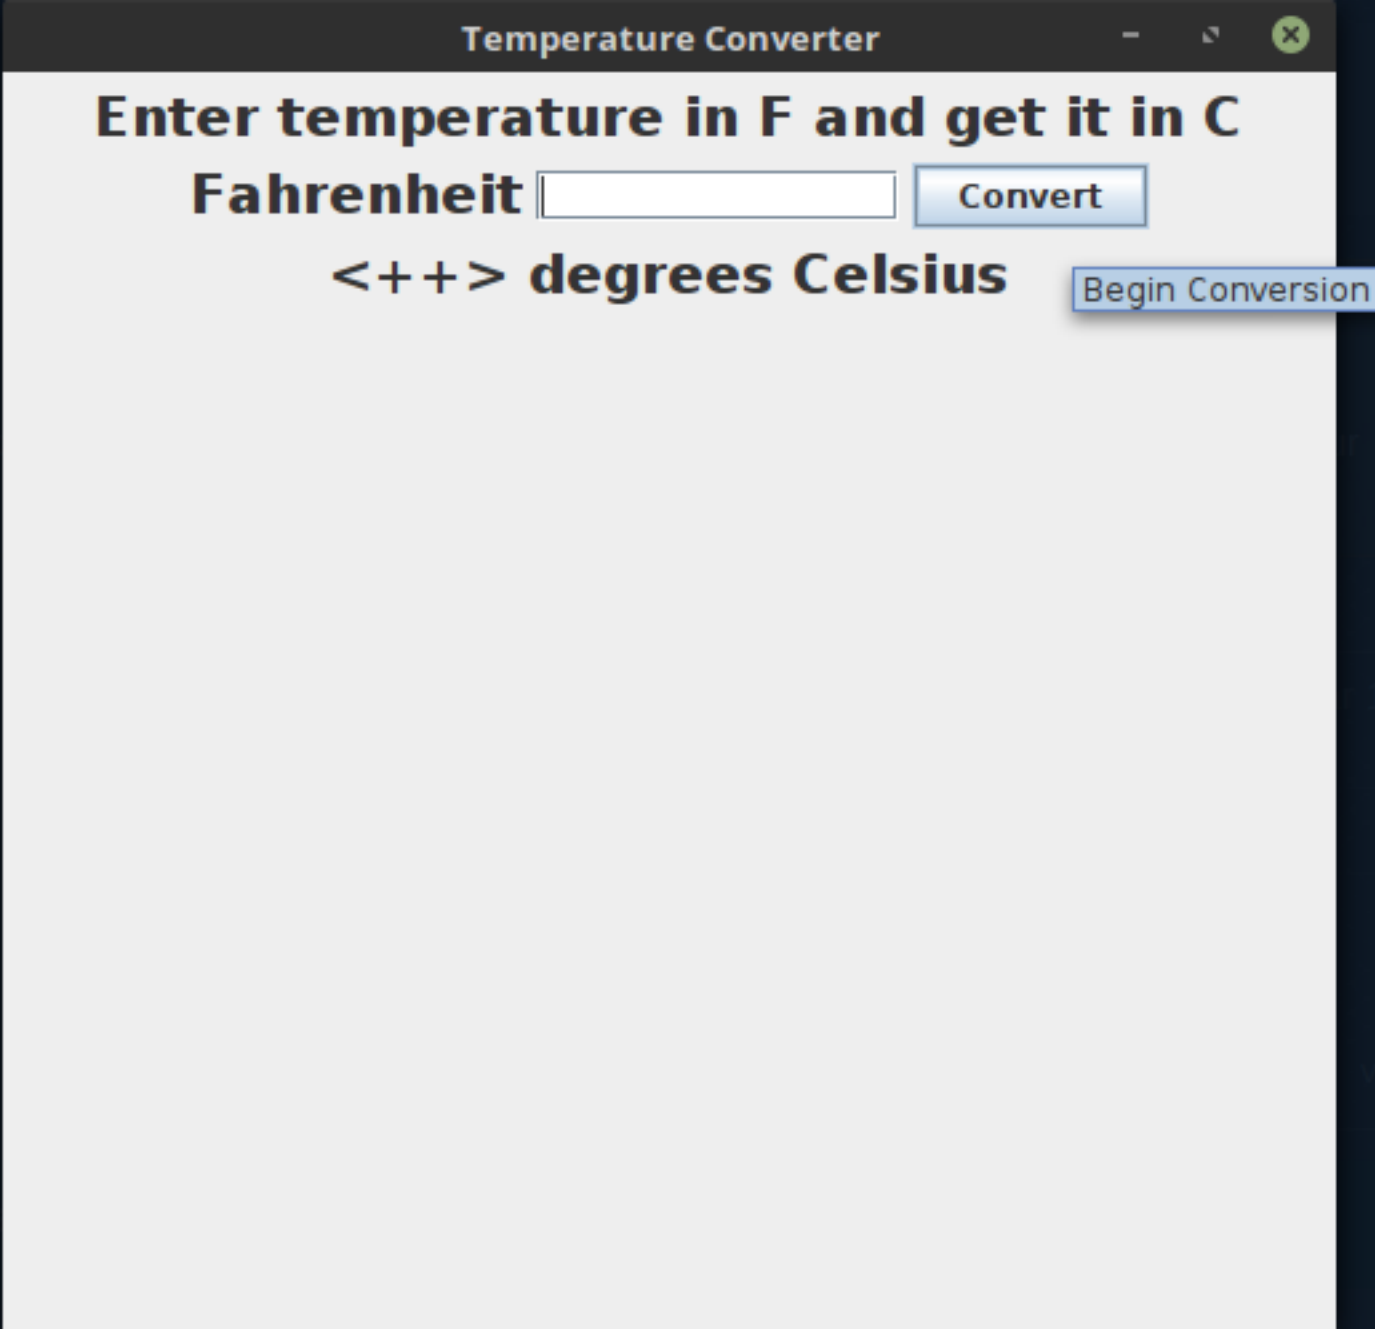 Temperature Converter
Enter temperature in F and get it in C
Fahrenheit Convert
<++> degrees Celsius
Begin Conversion